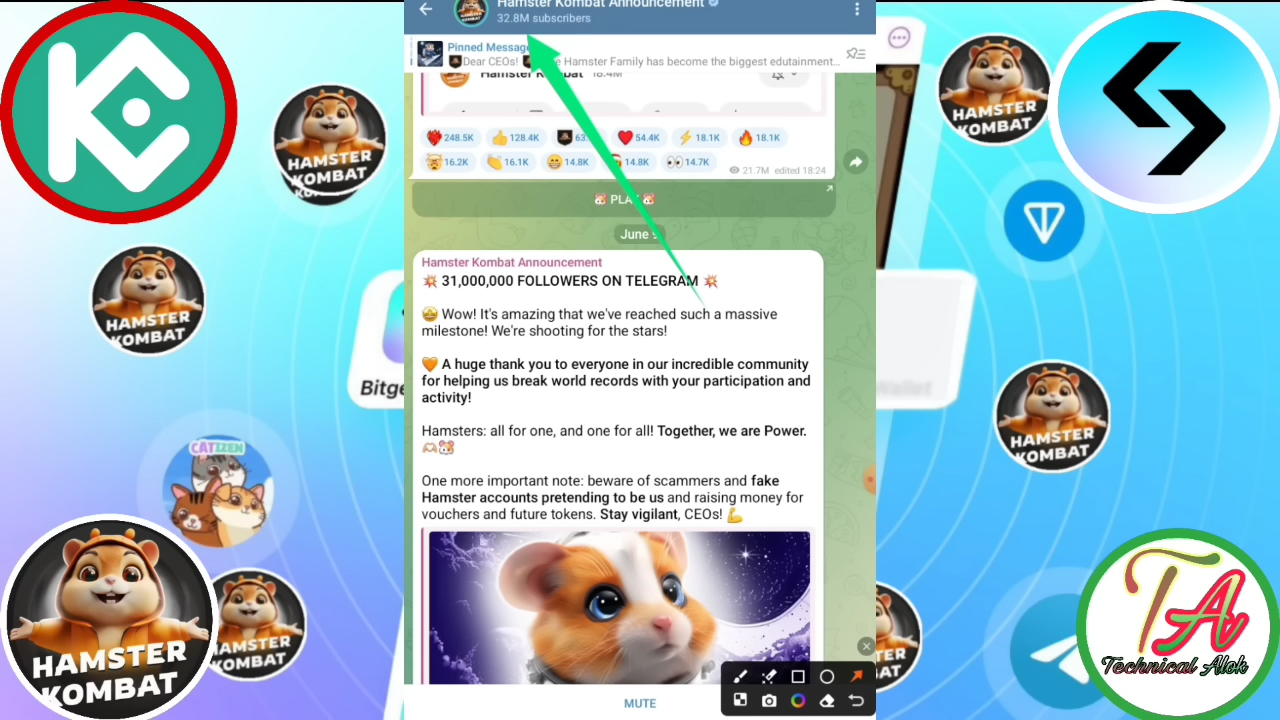 Hamster Kombat Announcement
32.8M subscribers
Pinned Message
Dear CEOs! Hamster Family has become the biggest edutainment...
Hamster Kombat 18.4M
248.5K 128.4K 54.4K 18.1K 18.1K
16.2K 16.1K 14.8K 14.8K 14.7K
21.7M edited 18:24
June
Hamster Kombat Announcement
💥 31,000,000 FOLLOWERS ON TELEGRAM 💥
🤩 Wow! It's amazing that we've reached such a massive
milestone! We're shooting for the stars!
🧡 A huge thank you to everyone in our incredible community
for helping us break world records with your participation and
activity!
Hamsters: all for one, and one for all! Together, we are Power.
🫶🐹
One more important note: beware of scammers and fake
Hamster accounts pretending to be us and raising money for
vouchers and future tokens. Stay vigilant, CEOs! 💪
MUTE
HAMSTER
KOMBAT
KOMBAT
HAMSTER
KOMBAT
CATIZEN
HAMSTER
KOMBAT
HAMSTER
KOMBAT
Bitge
HAMSTER
KOMBAT
Wallet
HAMSTER
KOMBAT
TA
Technical Alok